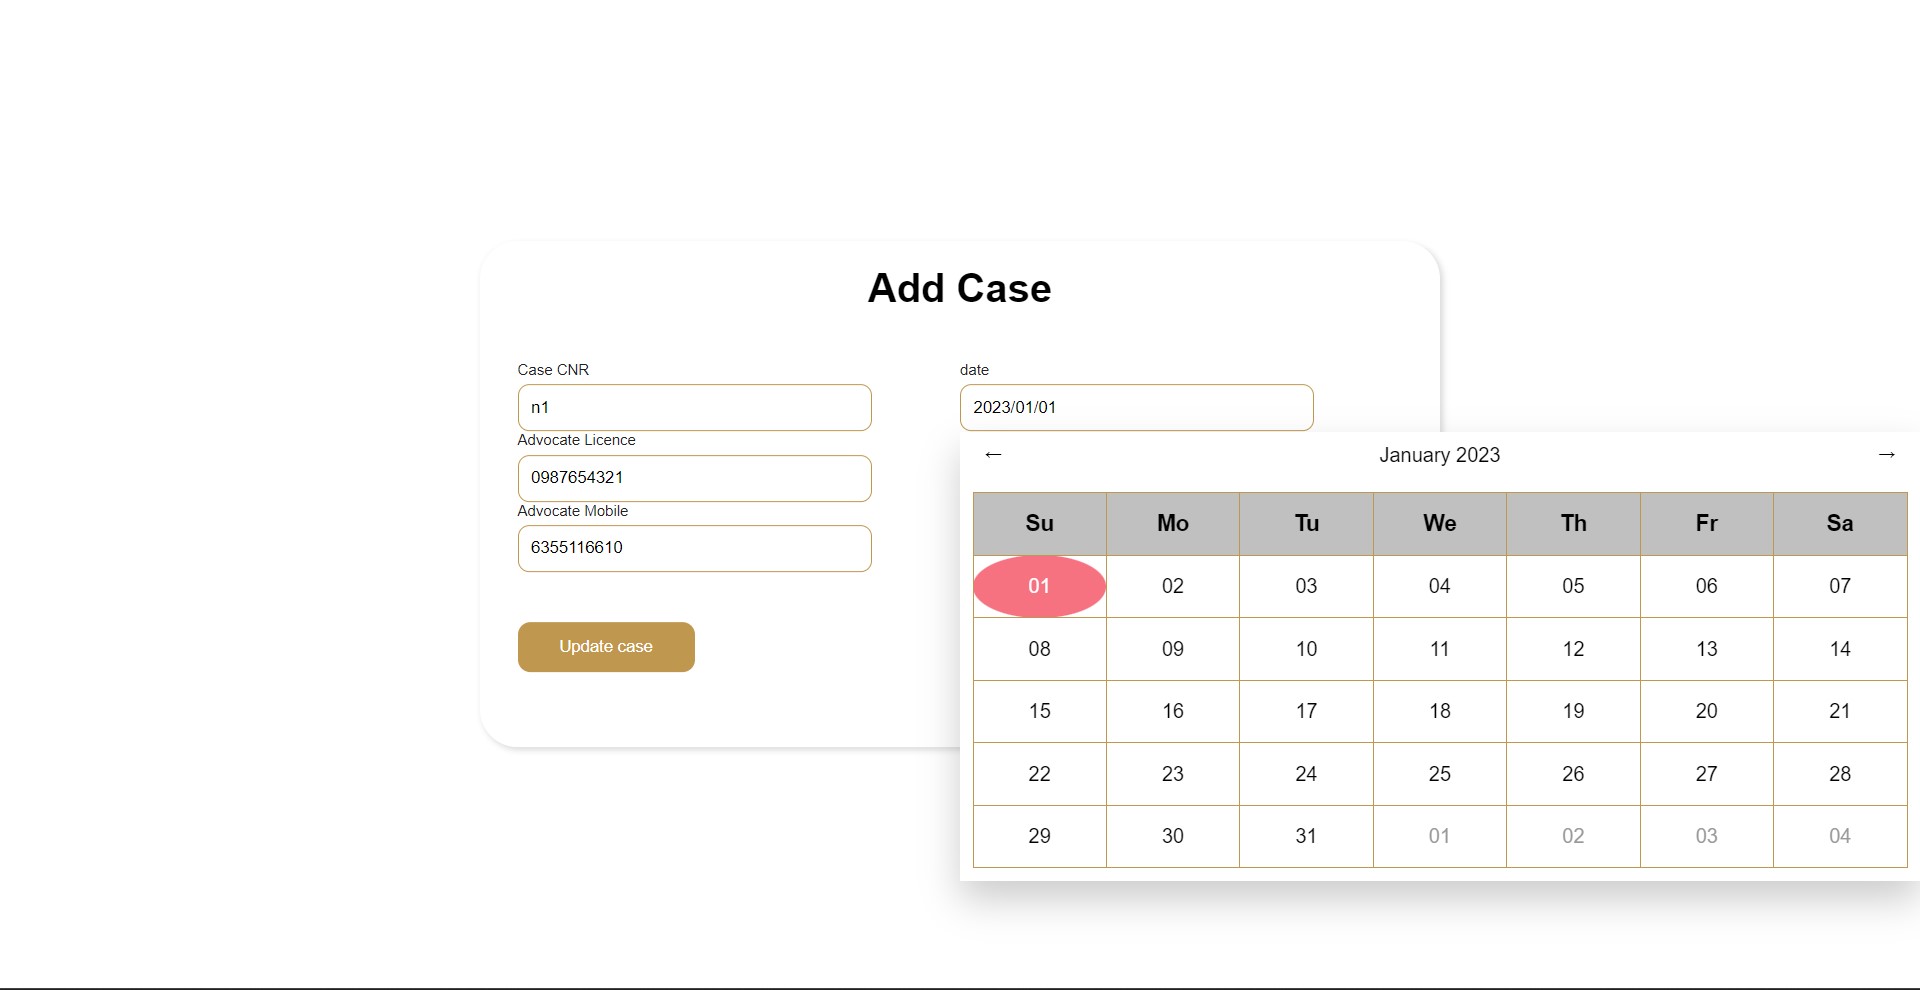 Add Case
Case CNR
n1
Advocate Licence
0987654321
Advocate Mobile
6355116610
Update case
date
2023/01/01
← January 2023 →
Su Mo Tu We Th Fr Sa
01 02 03 04 05 06 07
08 09 10 11 12 13 14
15 16 17 18 19 20 21
22 23 24 25 26 27 28
29 30 31 01 02 03 04